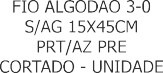 FIO ALGODAO 3-0
S/AG 15X45CM
PRT/AZ PRE
CORTADO - UNIDADE